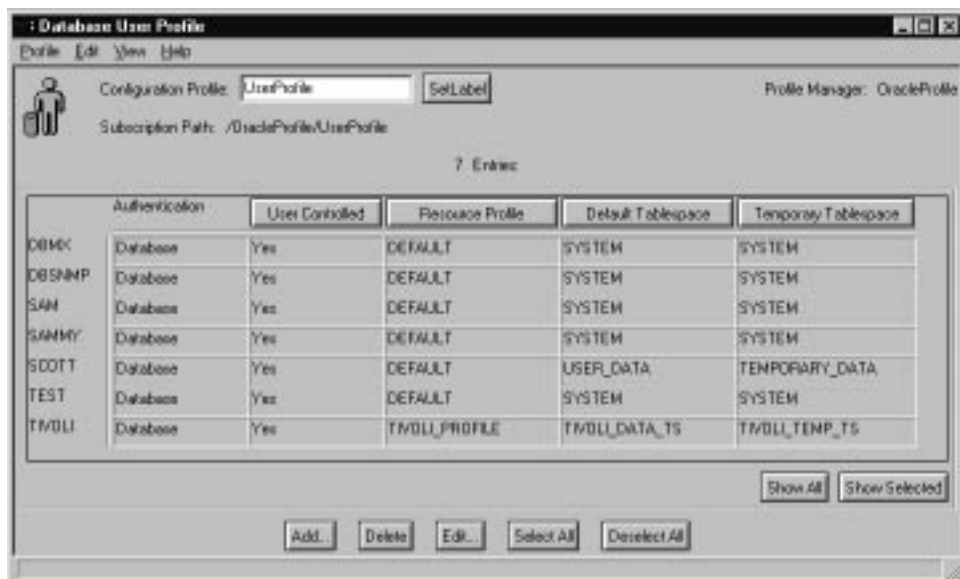 : Database User Profile
Profile Edit View Help
Configuration Profile: UserProfile SetLabel Profile Manager: OracleProfile
Subscription Path: /OracleProfile/UserProfile
7 Entries
Authentication User Controlled Resource Profile Default Tablespace Temporary Tablespace
DBMX Database Yes DEFAULT SYSTEM SYSTEM
DBSNMP Database Yes DEFAULT SYSTEM SYSTEM
SAM Database Yes DEFAULT SYSTEM SYSTEM
SAMMY Database Yes DEFAULT SYSTEM SYSTEM
SCOTT Database Yes DEFAULT USER_DATA TEMPORARY_DATA
TEST Database Yes DEFAULT SYSTEM SYSTEM
TIVOLI Database Yes TIVOLI_PROFILE TIVOLI_DATA_TS TIVOLI_TEMP_TS
Show All Show Selected
Add... Delete Edit... Select All Deselect All